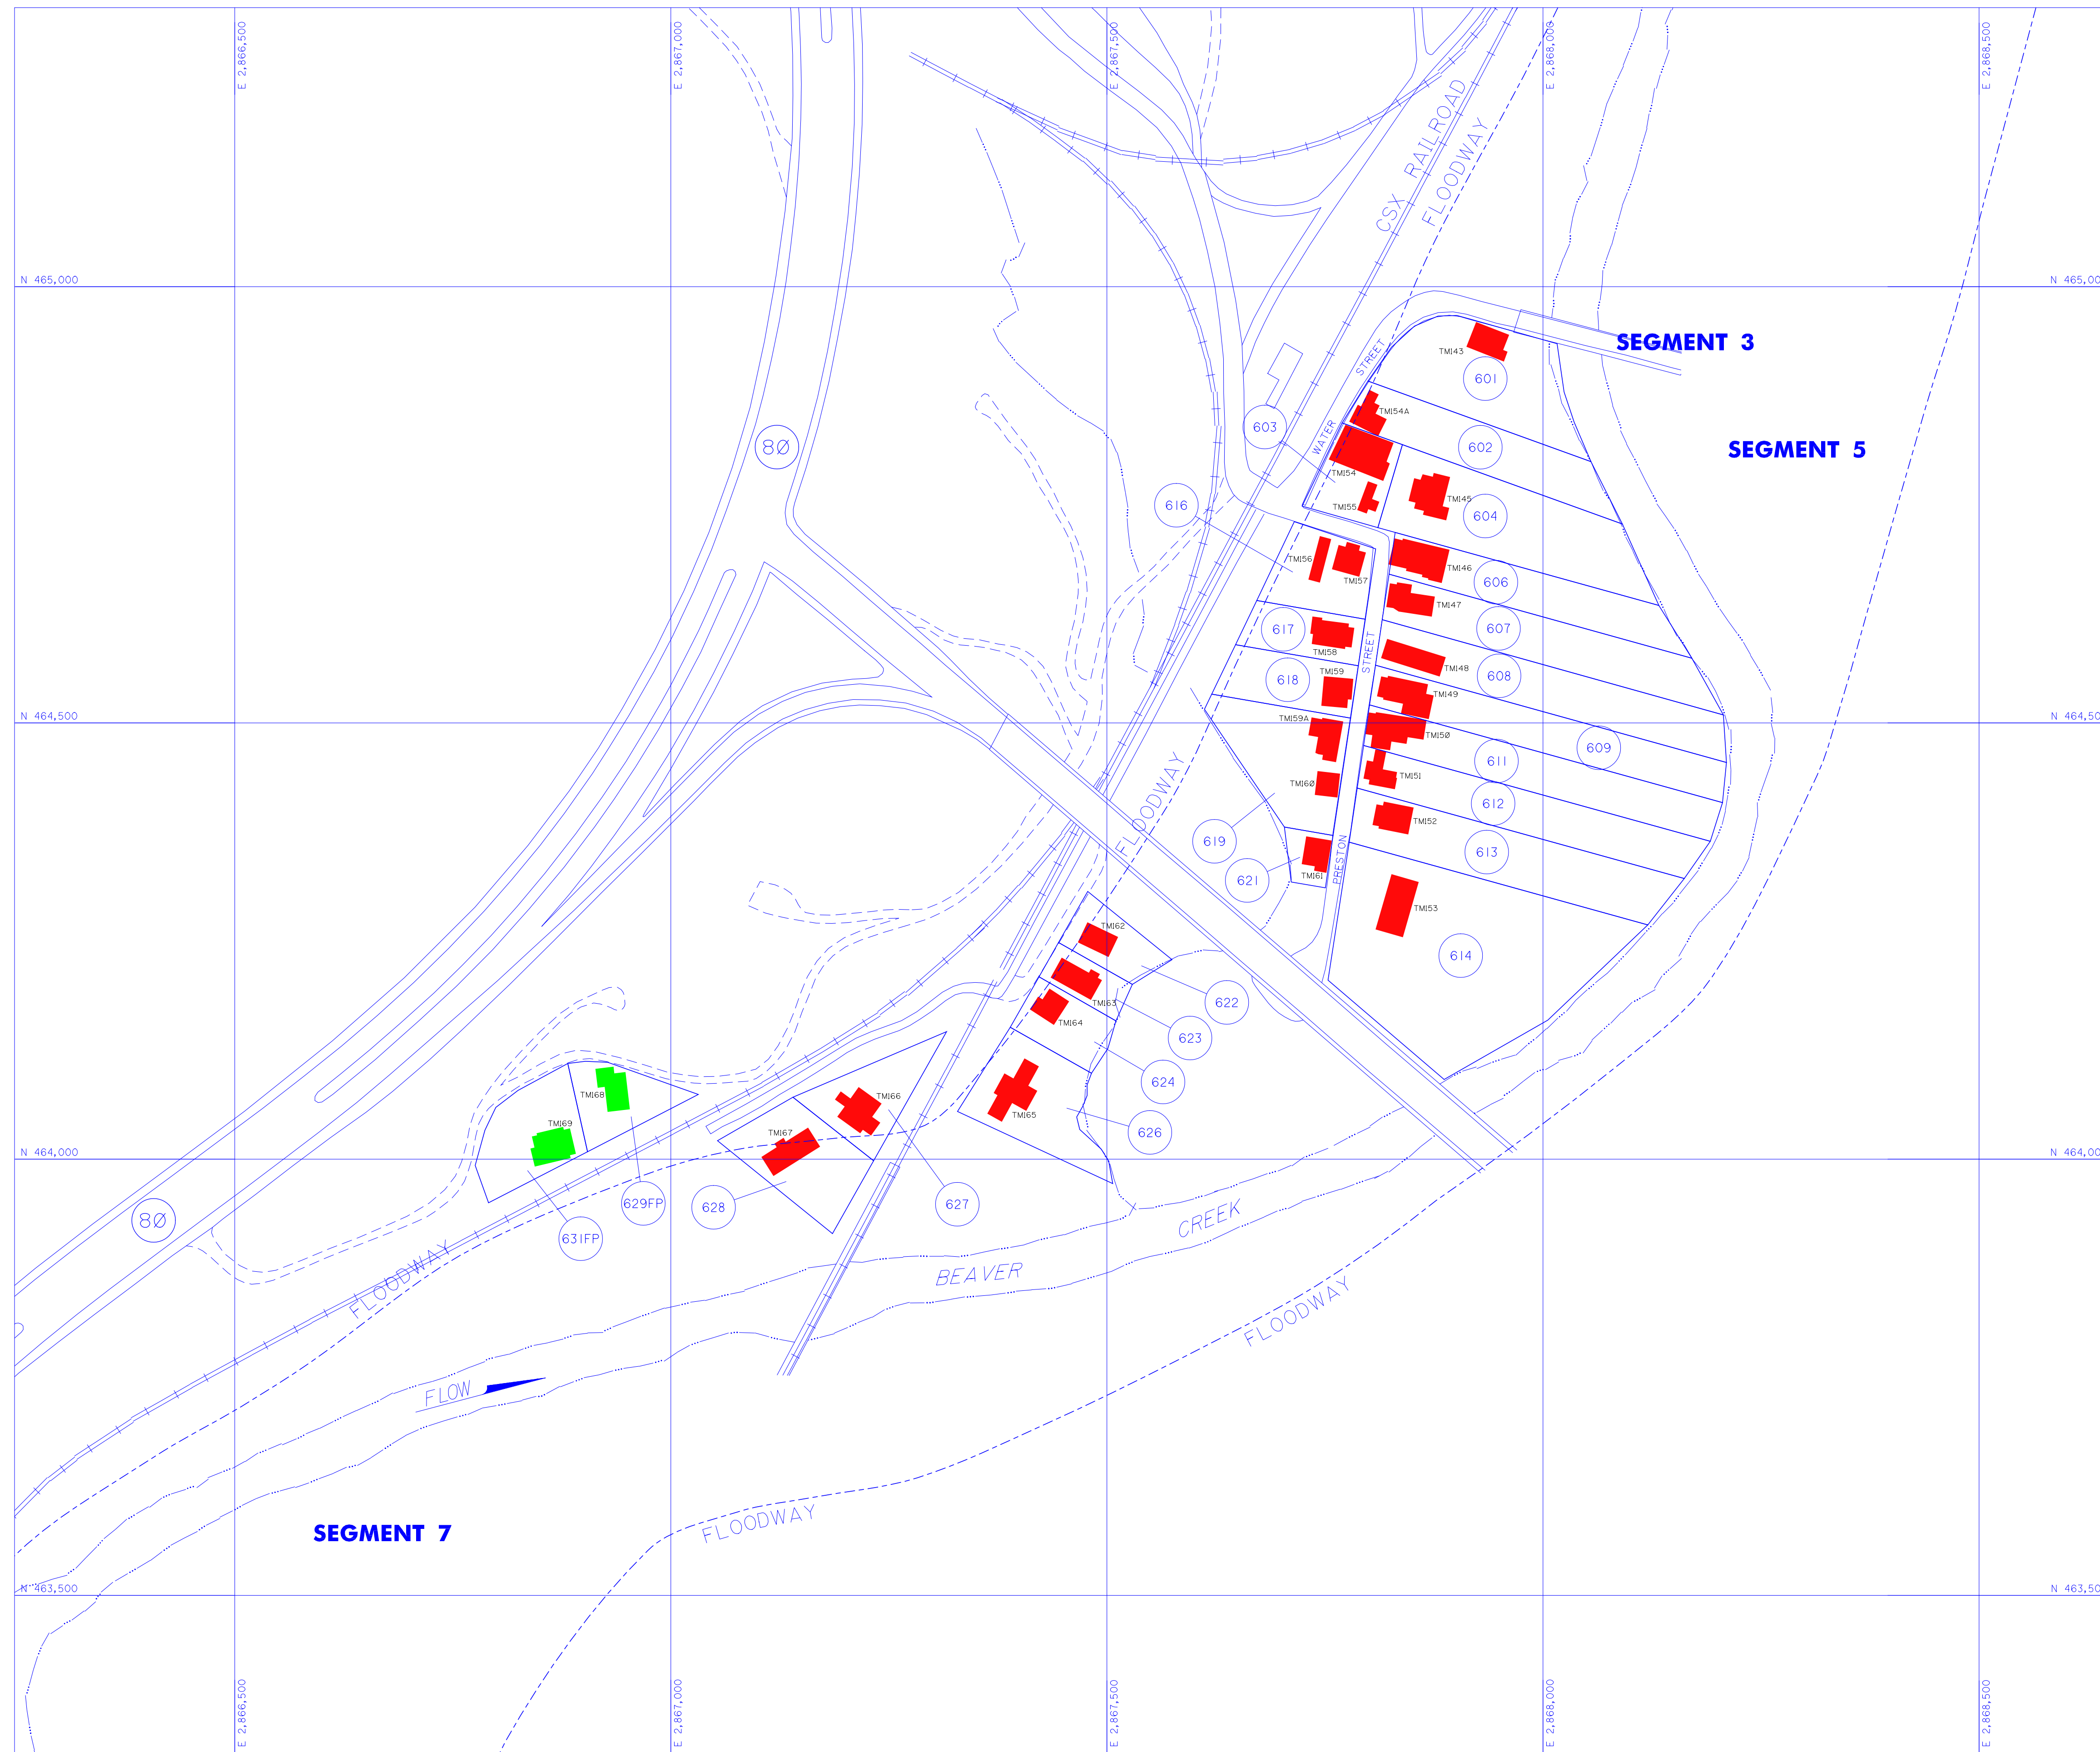 E 2,866,500
E 2,867,000
E 2,867,500
E 2,868,000
E 2,868,500
CSX RAILROAD
FLOODWAY
N 465,000
N 465,00
SEGMENT 3
STREET
TM143
601
TM154A
603
WATER
602
80
SEGMENT 5
TM154
TM145
616
TM155
604
TM156
TM157
TM146
606
TM147
617
607
TM158
STREET
TM148
618
TM159
608
TM149
N 464,500
N 464,50
TM159A
TM150
609
611
FLOODWAY
TM160
TM151
612
TM152
619
613
PRESTON
621
TM161
TM153
TM162
614
622
TM163
TM164
623
624
TM168
TM166
TM165
TM169
TM167
626
N 464,000
N 464,00
629FP
628
627
80
631FP
CREEK
FLOODWAY
BEAVER
FLOODWAY
FLOW
FLOODWAY
SEGMENT 7
N 463,500
N 463,50
E 2,866,500
E 2,867,000
E 2,867,500
E 2,868,000
E 2,868,500